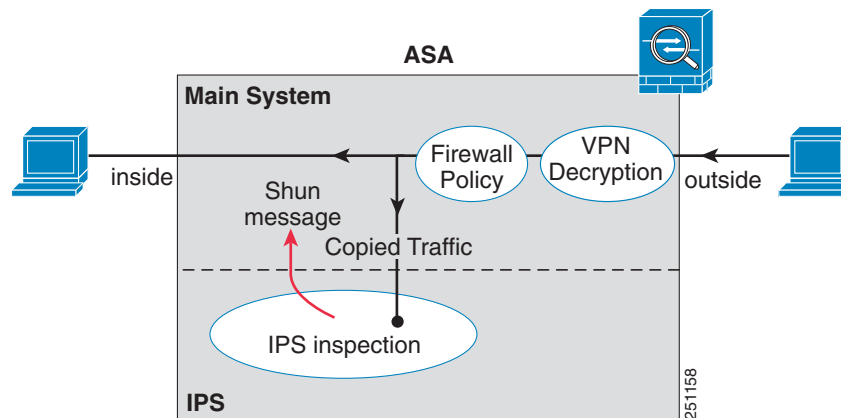 ASA
Main System
Firewall
Policy
VPN
Decryption
inside
outside
Shun
message
Copied Traffic
IPS inspection
IPS
251158